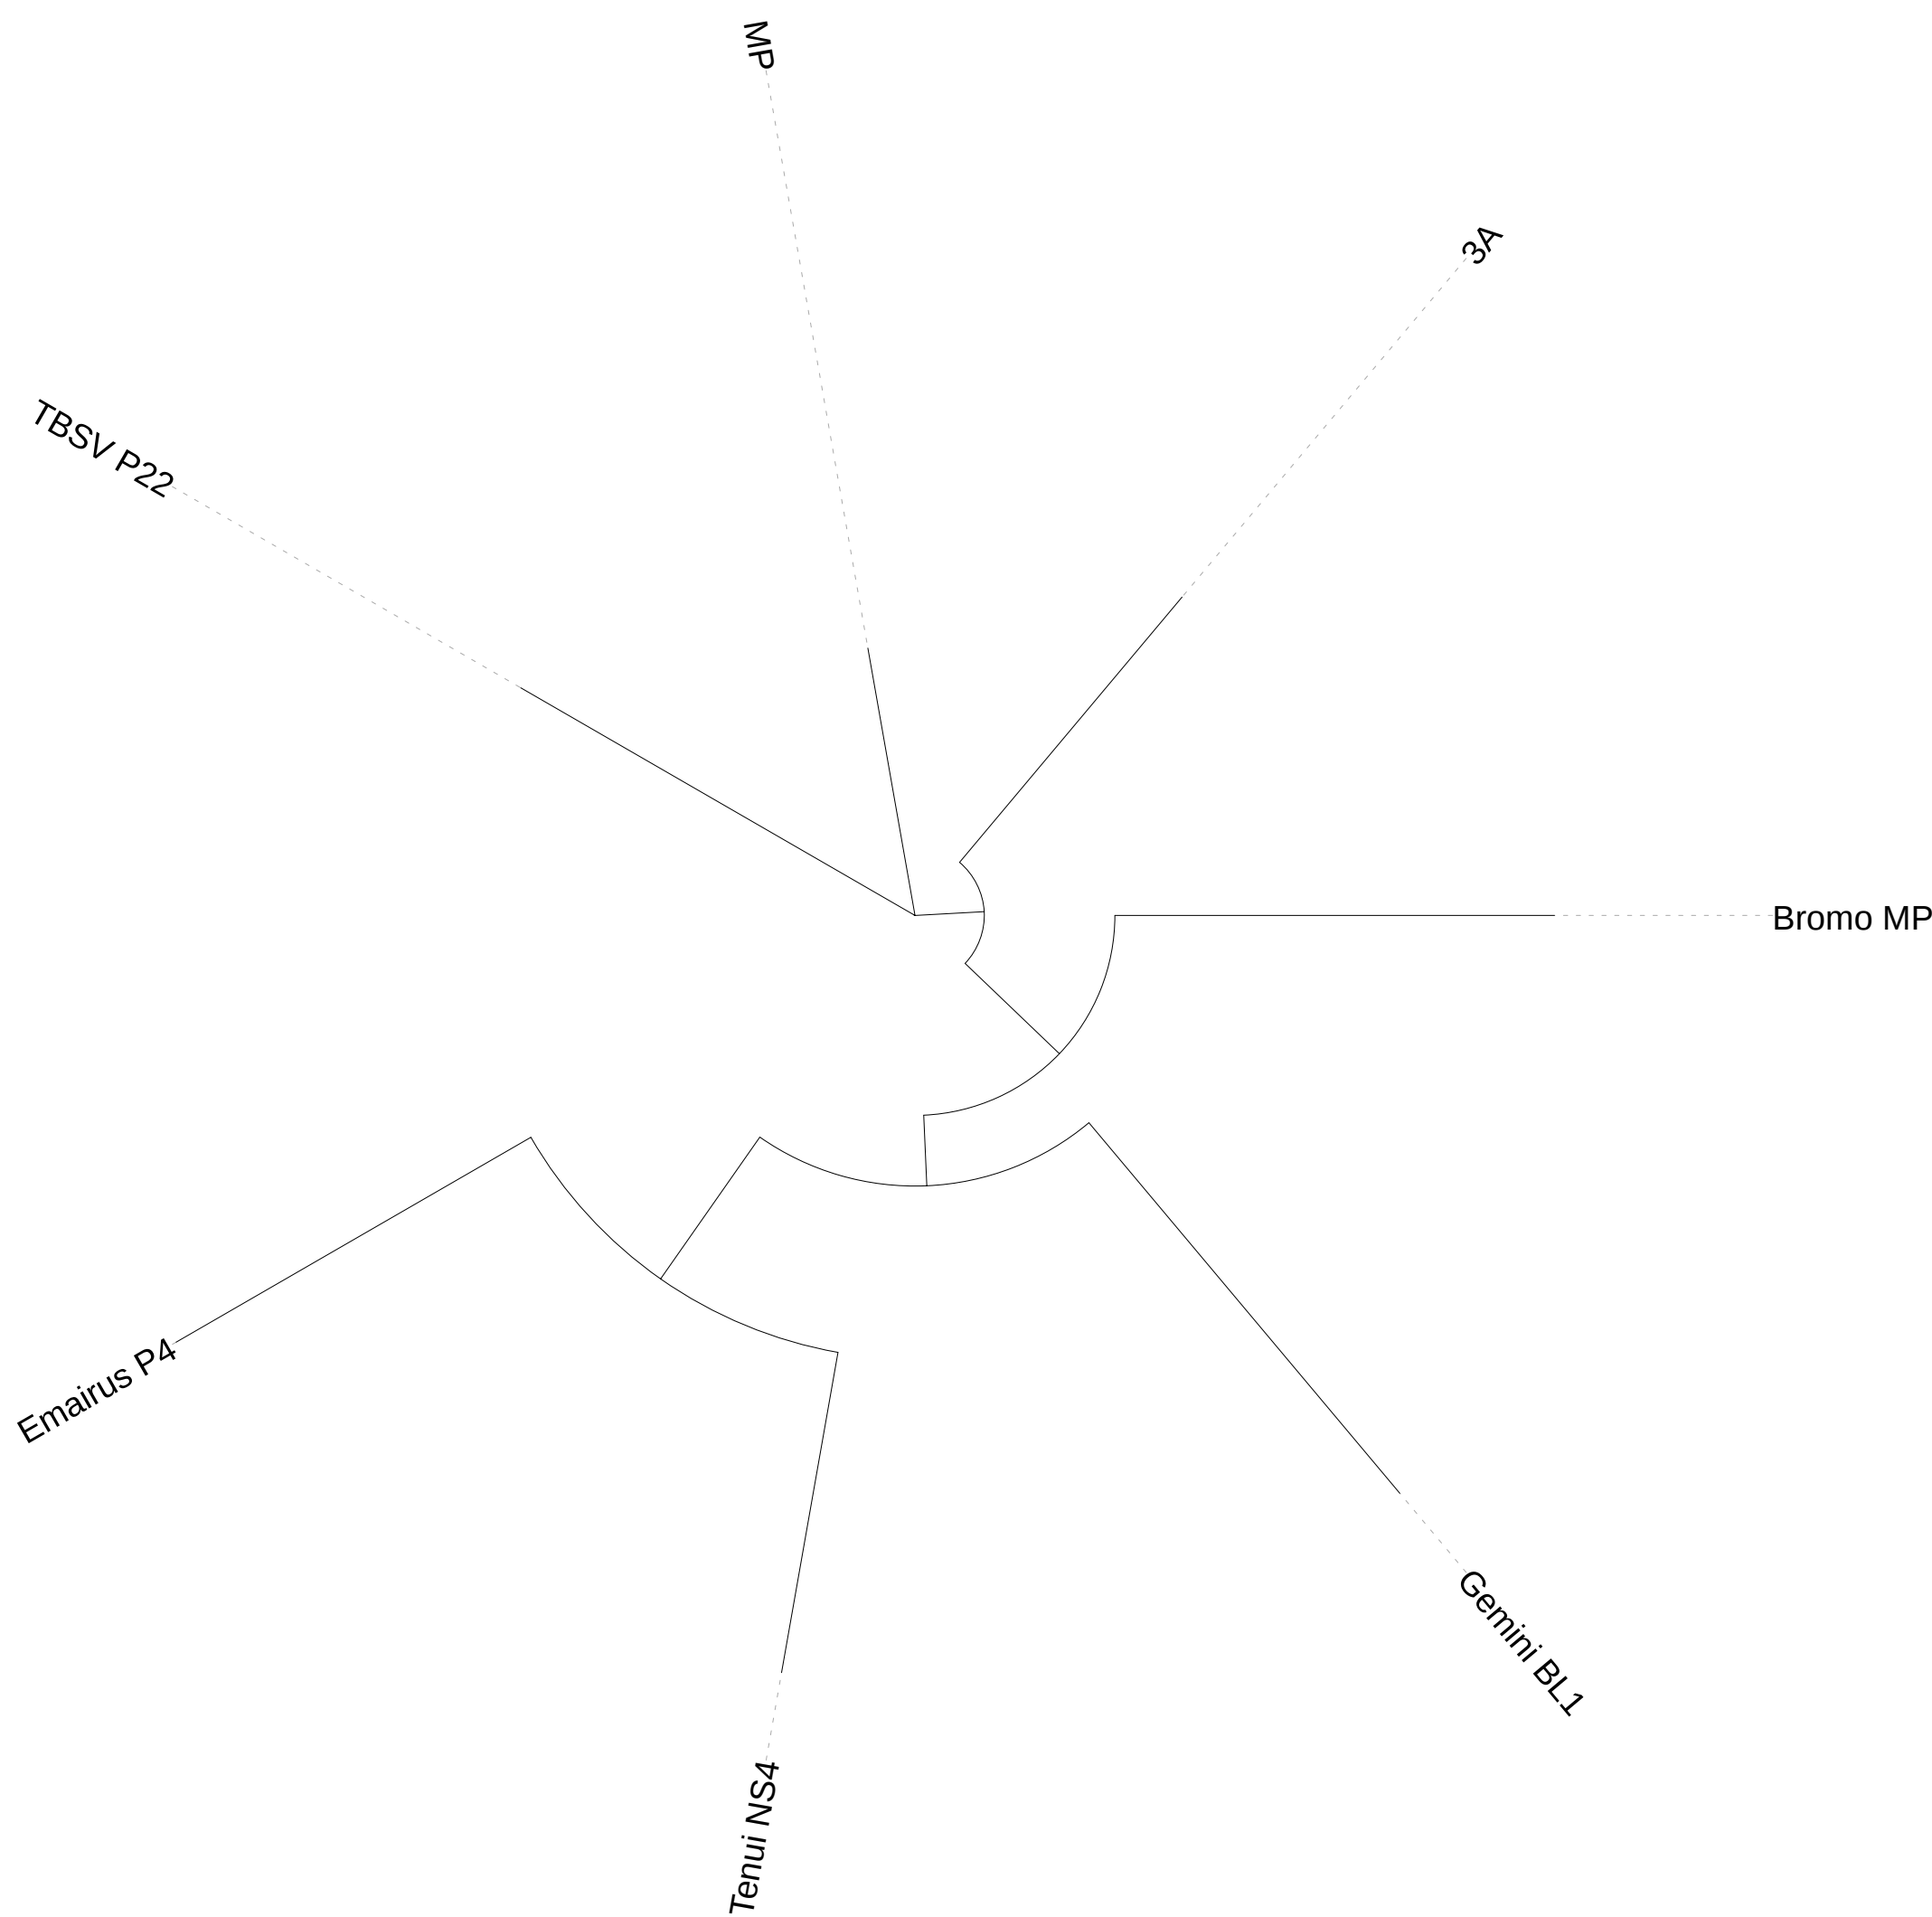 MP
3A
TBSV P22
Bromo MP
Emairus P4
Gemini BL1
Tenui NS4